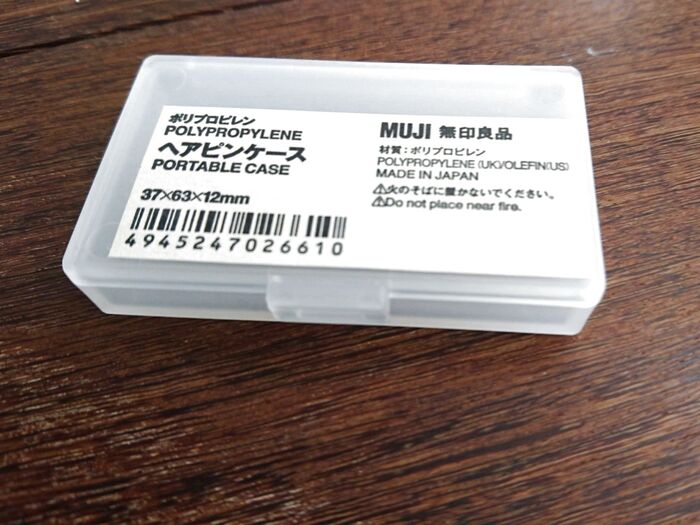 ポリプロピレン
POLYPROPYLENE
ヘアピンケース
PORTABLE CASE
37×63×12mm
4945247026610
MUJI 無印良品
材質：ポリプロピレン
POLYPROPYLENE (UK)/OLEFIN(US)
MADE IN JAPAN
⚠火のそばに置かないでください。
⚠Do not place near fire.